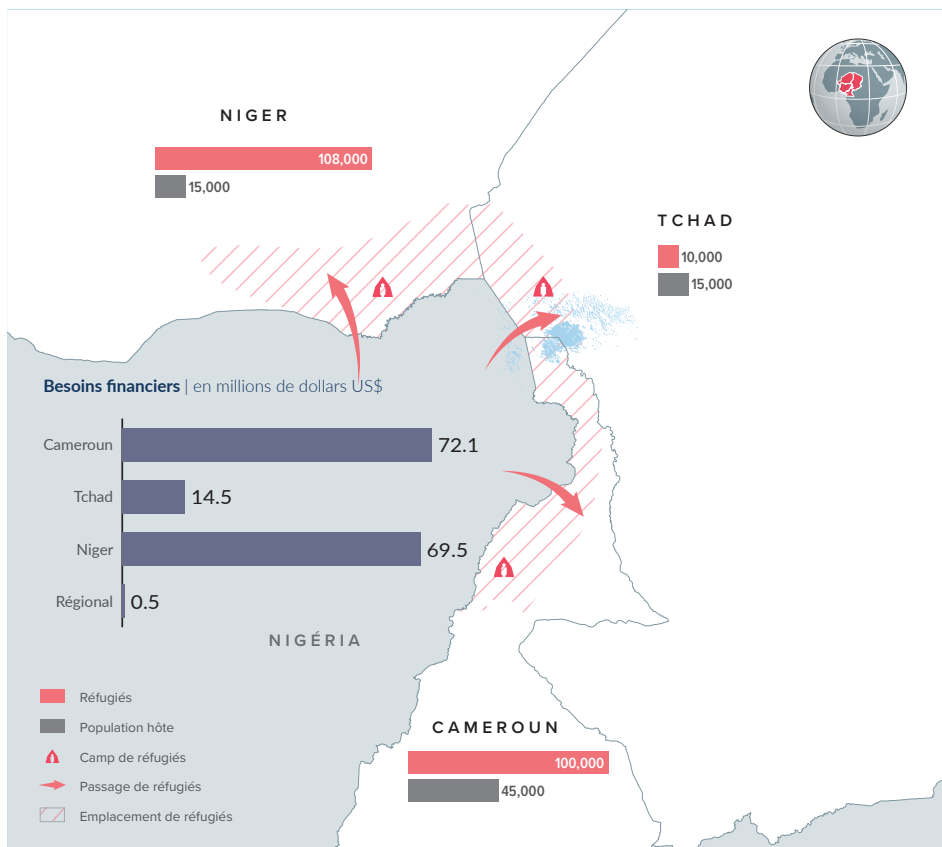 NIGER
108,000
15,000
TCHAD
10,000
15,000
Besoins financiers | en millions de dollars US$
Cameroun 72.1
Tchad 14.5
Niger 69.5
Régional 0.5
NIGÉRIA
Réfugiés
Population hôte
Camp de réfugiés
Passage de réfugiés
Emplacement de réfugiés
CAMEROUN
100,000
45,000